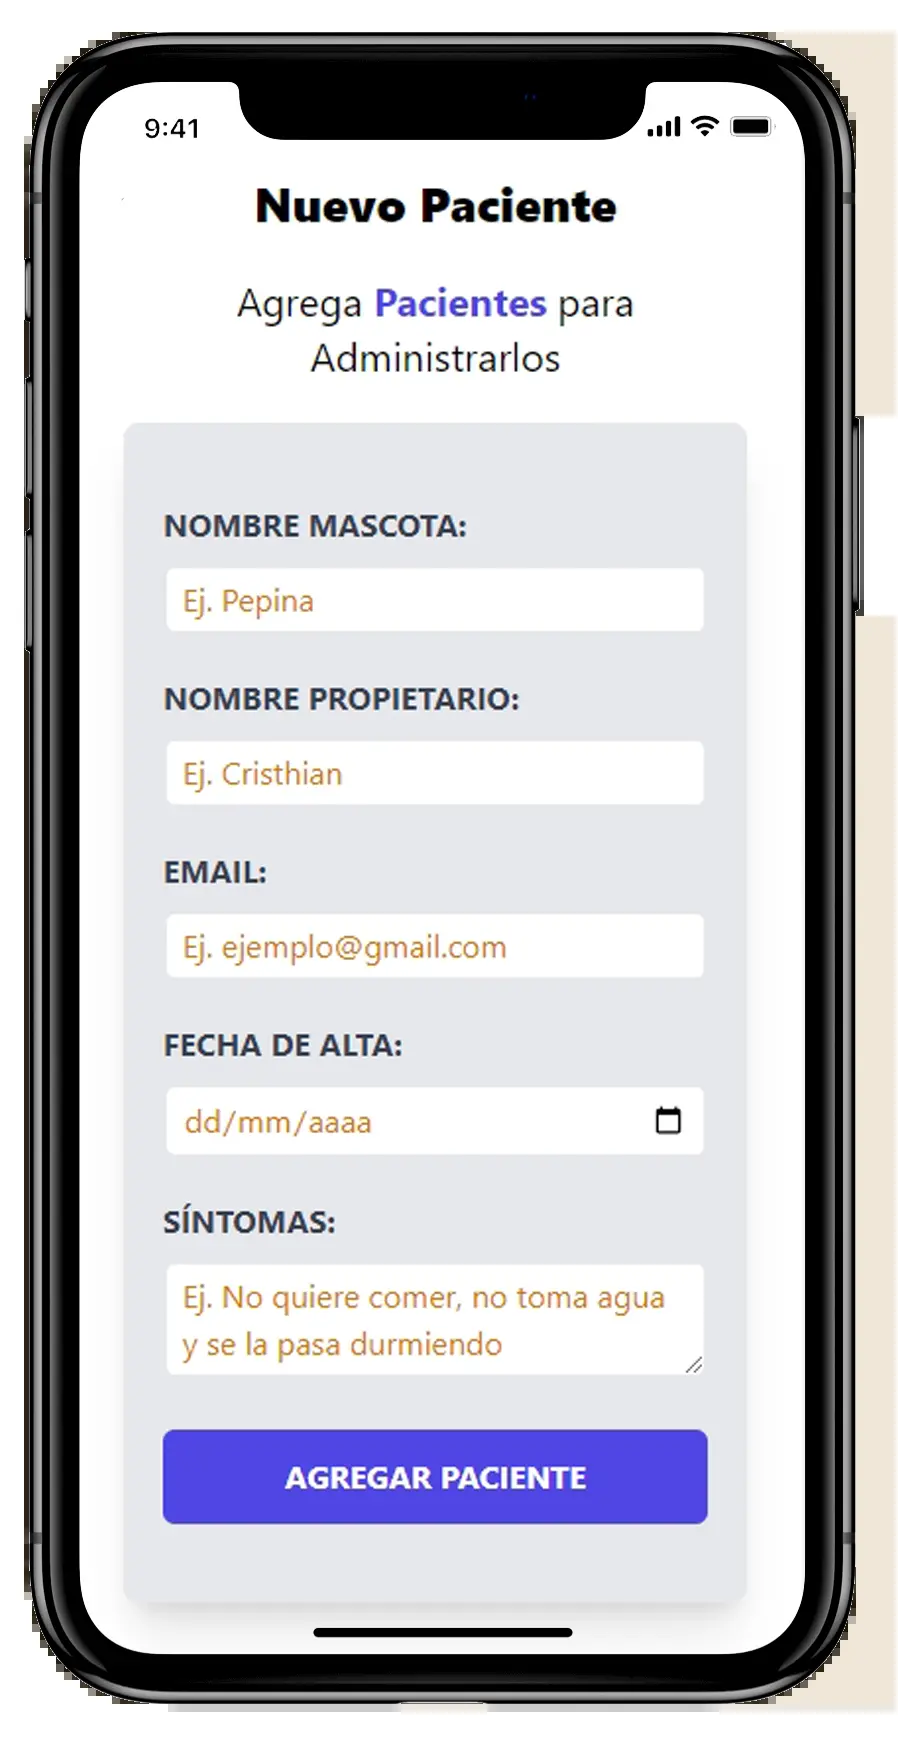 9:41
Nuevo Paciente
Agrega Pacientes para
Administrarlos
NOMBRE MASCOTA:
Ej. Pepina
NOMBRE PROPIETARIO:
Ej. Cristhian
EMAIL:
Ej. ejemplo@gmail.com
FECHA DE ALTA:
dd/mm/aaaa
SÍNTOMAS:
Ej. No quiere comer, no toma agua
y se la pasa durmiendo
AGREGAR PACIENTE